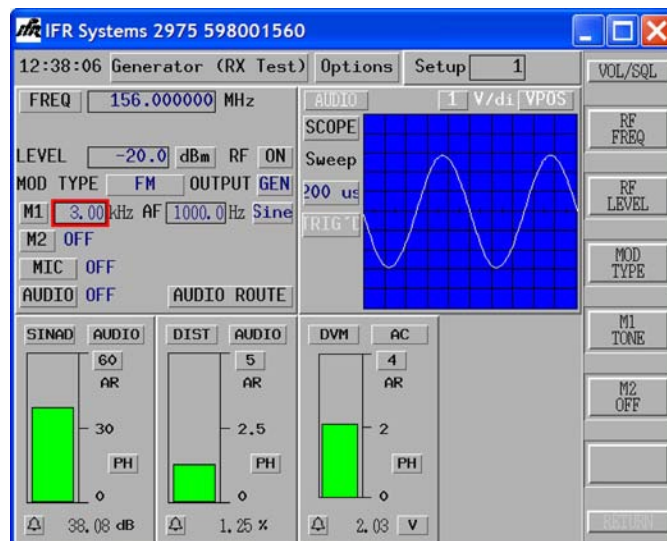 ifr IFR Systems 2975 598001560
12:38:06 Generator (RX Test) Options Setup 1
VOL/SQL
FREQ 156.000000 MHz
AUDIO 1 V/di VPOS
SCOPE
RF FREQ
LEVEL -20.0 dBm RF ON
Sweep
MOD TYPE FM OUTPUT GEN
200 us
RF LEVEL
M1 3.00 kHz AF 1000.0 Hz Sine
TRIG'D
M2 OFF
MOD TYPE
MIC OFF
AUDIO OFF AUDIO ROUTE
M1 TONE
SINAD AUDIO DIST AUDIO DVM AC
60 5 4
AR AR AR
M2 OFF
30 2.5 2
PH PH PH
0 0 0
38.08 dB 1.25 % 2.03 V
RETURN